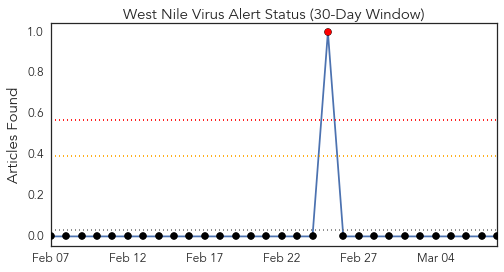 West Nile Virus Alert Status (30-Day Window)
Articles Found
1.0
0.8
0.6
0.4
0.2
0.0
Feb 07 Feb 12 Feb 17 Feb 22 Feb 27 Mar 04